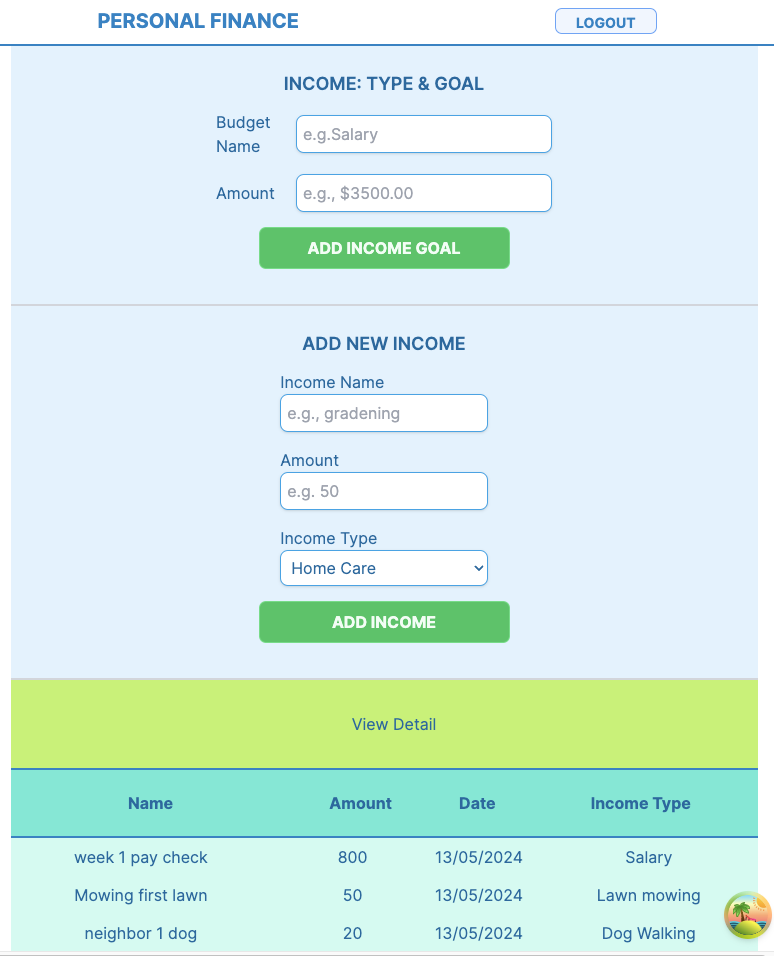 PERSONAL FINANCE LOGOUT
INCOME: TYPE & GOAL
Budget
Name
e.g.Salary
Amount e.g., $3500.00
ADD INCOME GOAL
ADD NEW INCOME
Income Name
e.g., gradening
Amount
e.g. 50
Income Type
Home Care
ADD INCOME
View Detail
Name Amount Date Income Type
week 1 pay check 800 13/05/2024 Salary
Mowing first lawn 50 13/05/2024 Lawn mowing
neighbor 1 dog 20 13/05/2024 Dog Walking